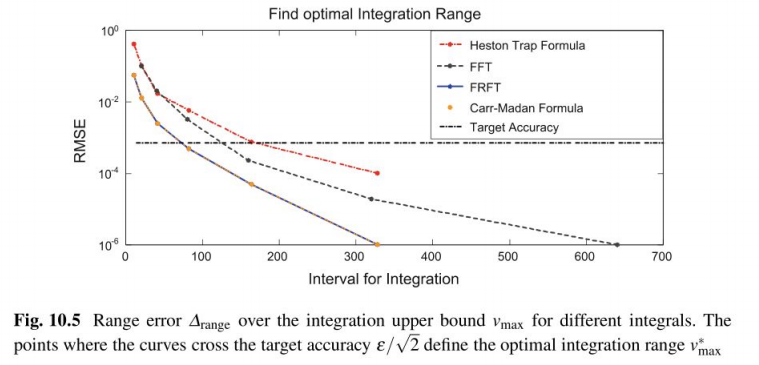 Find optimal Integration Range
10^0
10^-2
10^-4
10^-6
RMSE
Heston Trap Formula
FFT
FRFT
Carr-Madan Formula
Target Accuracy
0 100 200 300 400 500 600 700
Interval for Integration
Fig. 10.5 Range error Δ_range over the integration upper bound v_max for different integrals. The
points where the curves cross the target accuracy ε/√2 define the optimal integration range v*_max